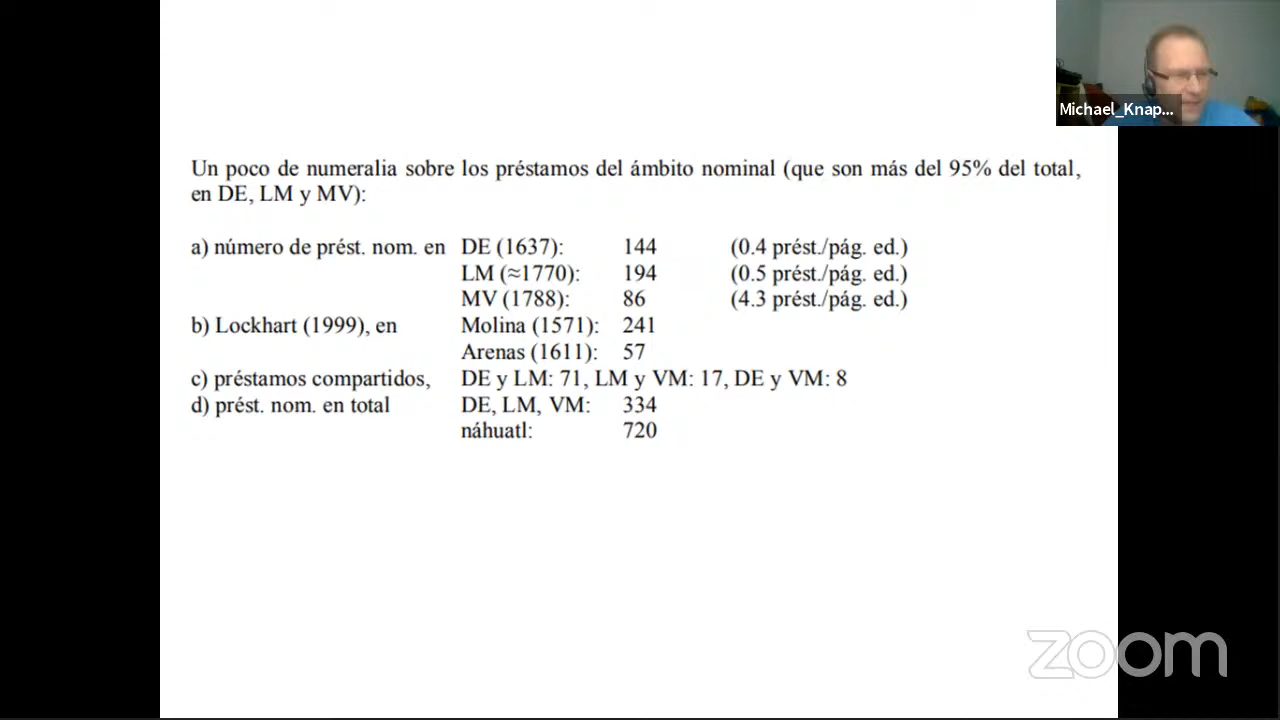 Michael_Knap...
Un poco de numeralia sobre los préstamos del ámbito nominal (que son más del 95% del total,
en DE, LM y MV):
a) número de prést. nom. en DE (1637): 144 (0.4 prést./pág. ed.)
LM (≈1770): 194 (0.5 prést./pág. ed.)
MV (1788): 86 (4.3 prést./pág. ed.)
b) Lockhart (1999), en Molina (1571): 241
Arenas (1611): 57
c) préstamos compartidos, DE y LM: 71, LM y VM: 17, DE y VM: 8
d) prést. nom. en total DE, LM, VM: 334
náhuatl: 720
zoom